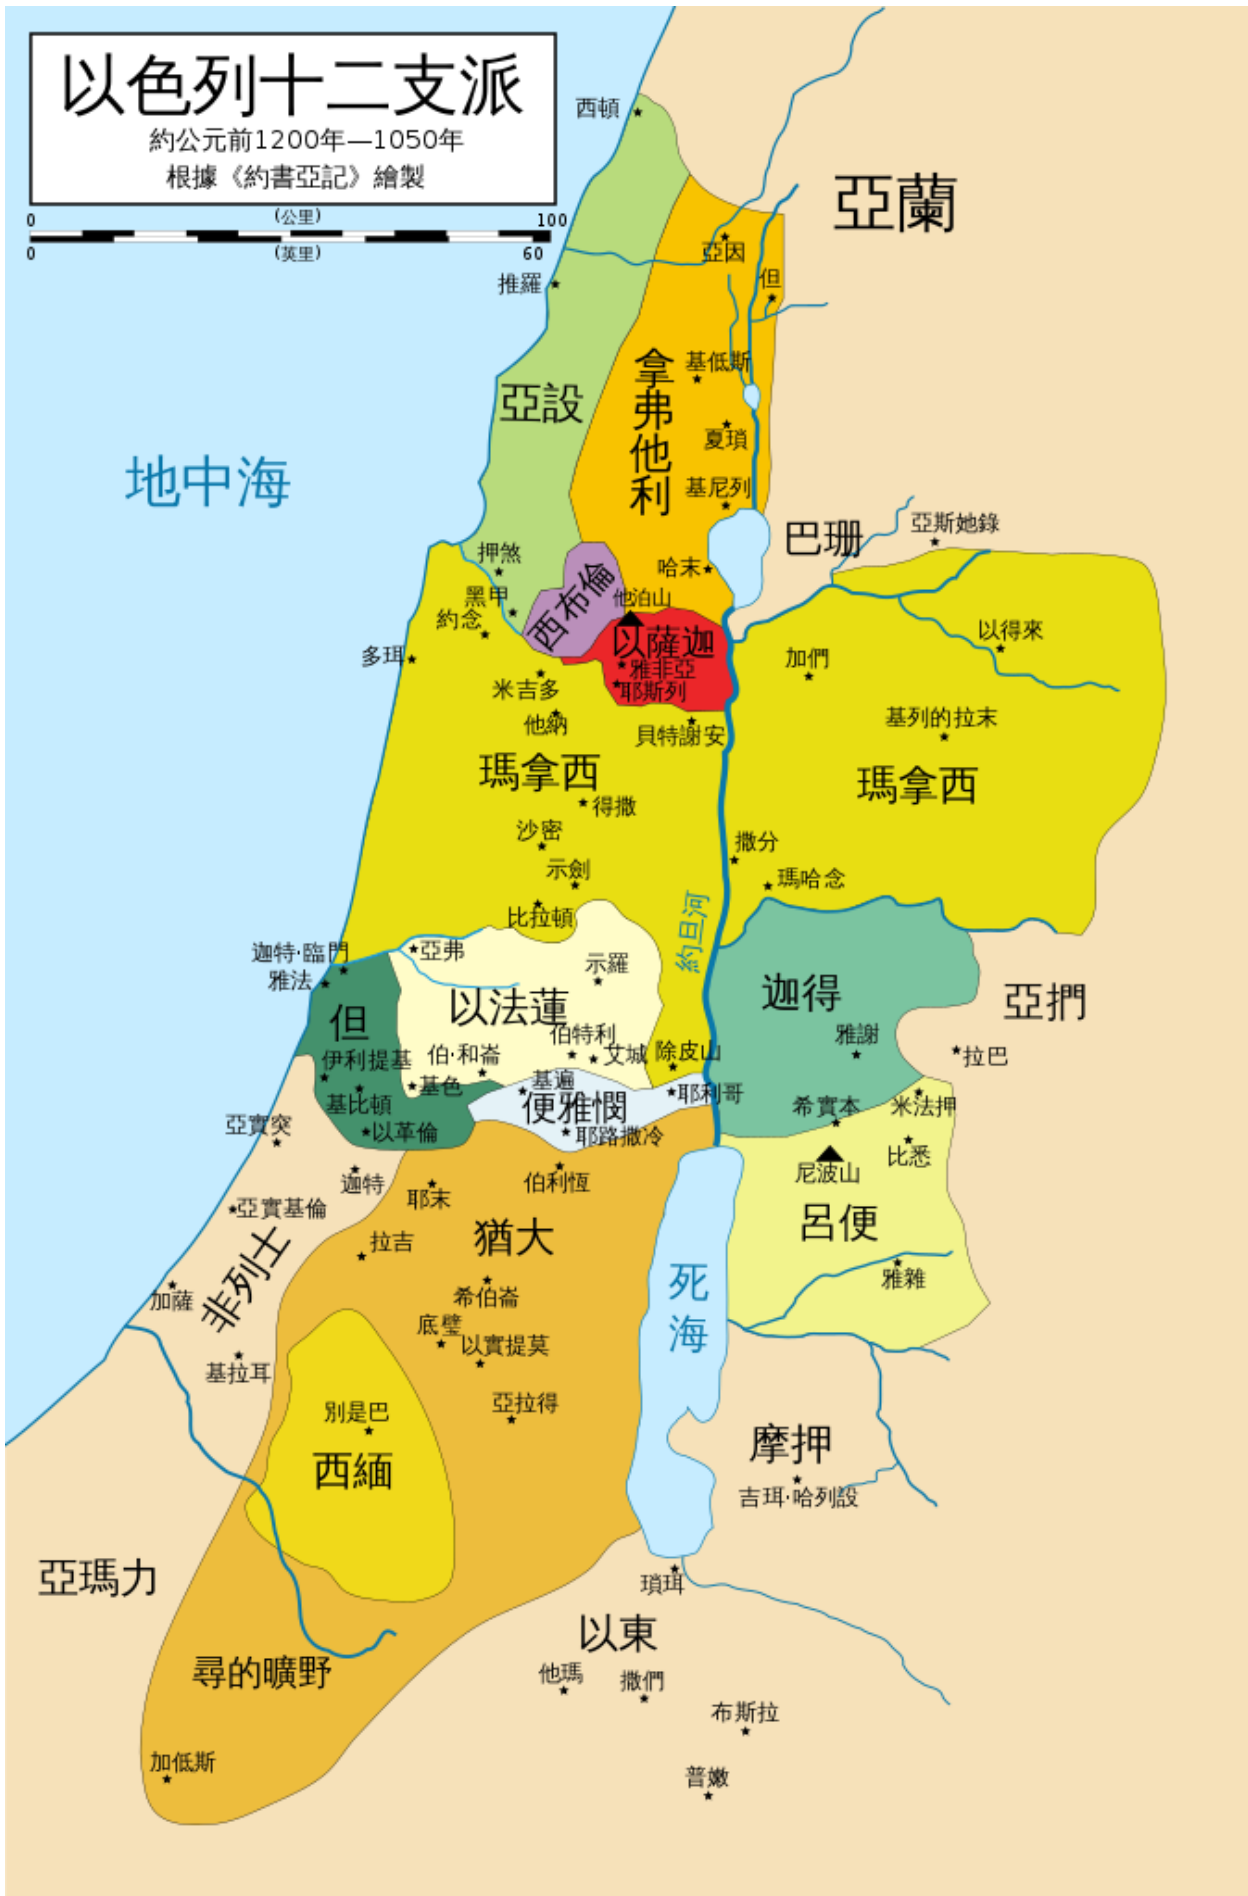 以色列十二支派
約公元前1200年—1050年
根據《約書亞記》繪製
0 (公里) 100
0 (英里) 60
西頓
亞蘭
推羅
亞因
但
亞設
拿弗他利
基低斯
夏瑣
基尼列
地中海
巴珊
亞斯她錄
押煞
哈末
西布倫
他泊山
黑甲
約念
多珥
以薩迦
雅非亞
耶斯列
米吉多
他納
貝特謝安
加們
以得來
基列的拉末
瑪拿西
瑪拿西
得撒
沙密
示劍
比拉頓
撒分
瑪哈念
約旦河
迦特·臨門
雅法
亞弗
示羅
但
以法蓮
迦得
亞捫
伯特利
艾城
除皮山
雅謝
拉巴
伊利提基
伯·和崙
基色
基遍
便雅憫
耶利哥
基比頓
希實本
米法押
亞實突
以革倫
耶路撒冷
比悉
尼波山
迦特
耶末
伯利恆
亞實基倫
拉吉
猶大
呂便
非列士
死海
雅雜
加薩
希伯崙
底璧
以實提莫
基拉耳
亞拉得
別是巴
西緬
摩押
吉珥·哈列設
亞瑪力
瑣珥
以東
尋的曠野
他瑪
撒們
布斯拉
加低斯
普嫩